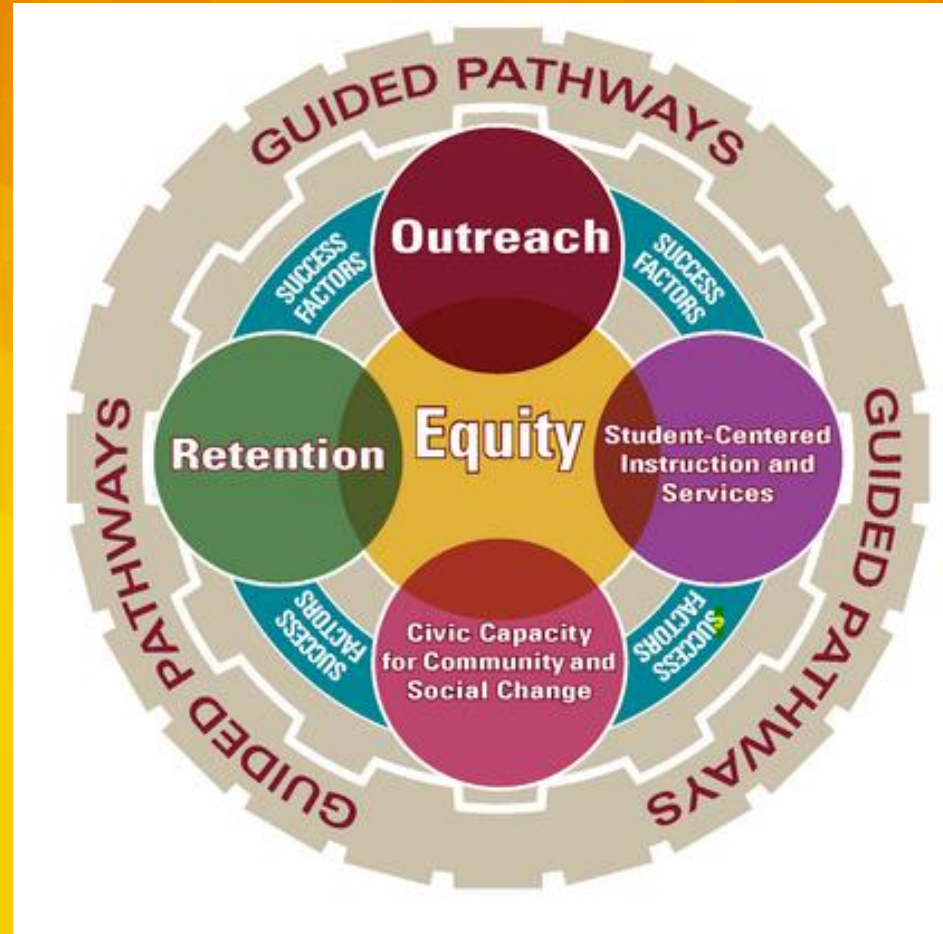 GUIDED PATHWAYS
Outreach
SUCCESS
FACTORS
SUCCESS
FACTORS
Retention
Equity
Student-Centered
Instruction and
Services
GUIDED PATHWAYS
GUIDED PATHWAYS
SUCCESS
FACTORS
SUCCESS
FACTORS
Civic Capacity
for Community and
Social Change